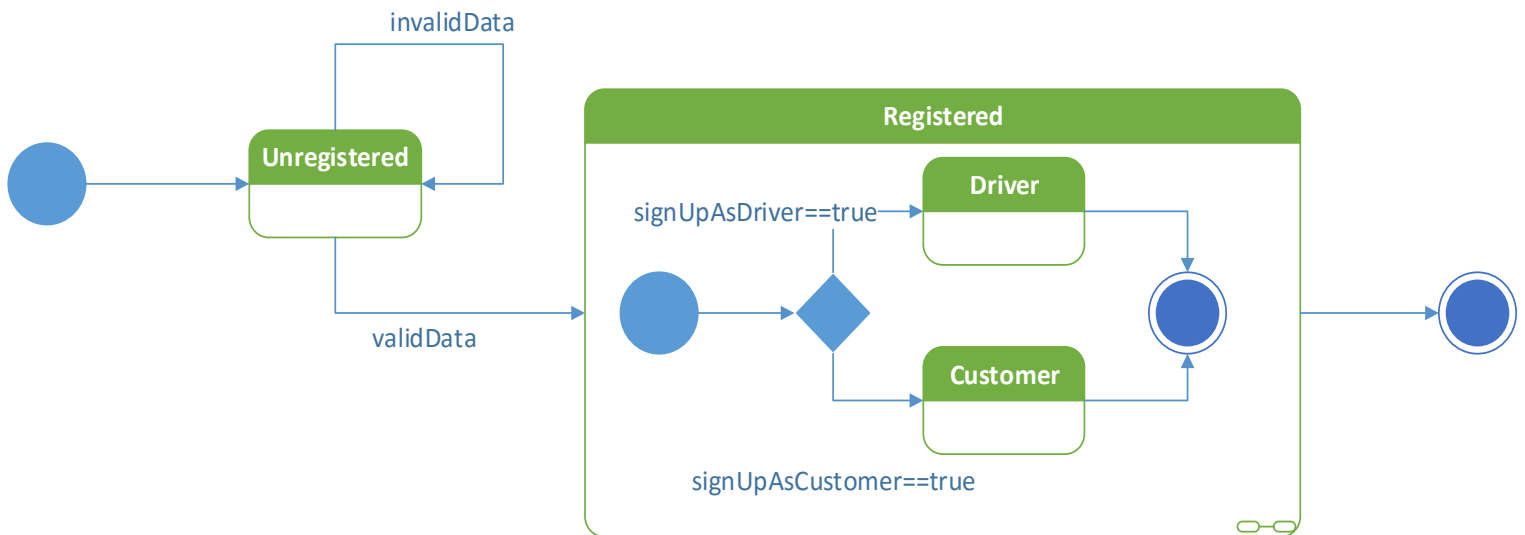 invalidData
Registered
Unregistered
Driver
signUpAsDriver==true
validData
Customer
signUpAsCustomer==true